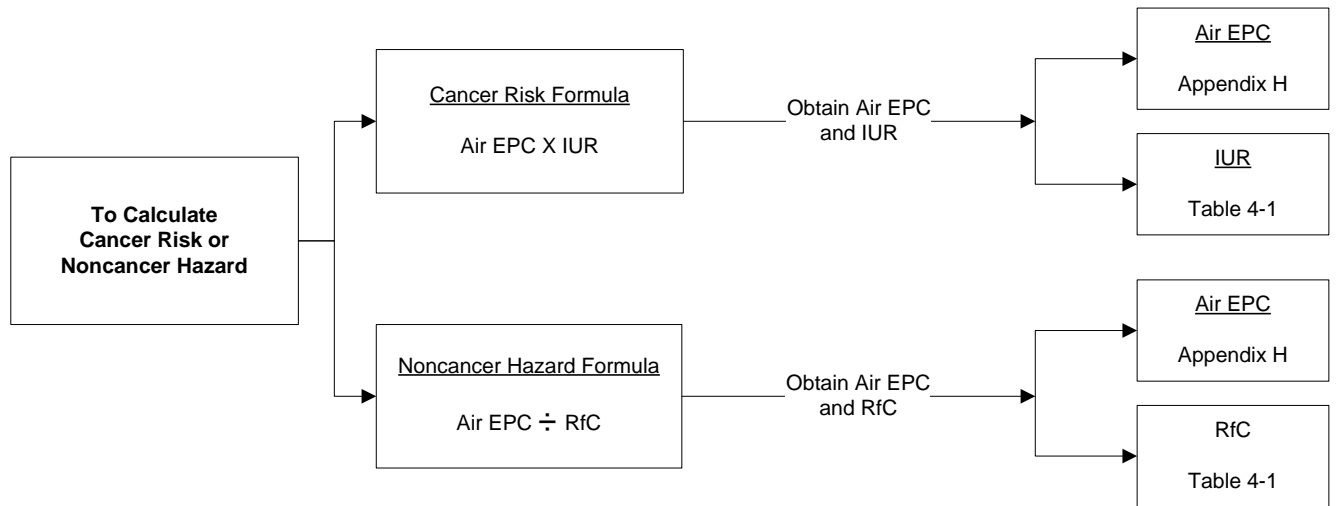 To Calculate
Cancer Risk or
Noncancer Hazard
Cancer Risk Formula
Air EPC X IUR
Obtain Air EPC
and IUR
Air EPC
Appendix H
IUR
Table 4-1
Noncancer Hazard Formula
Air EPC ÷ RfC
Obtain Air EPC
and RfC
Air EPC
Appendix H
RfC
Table 4-1